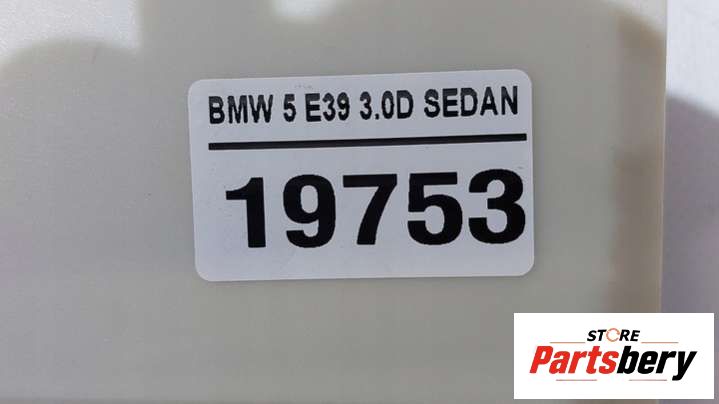 BMW 5 E39 3.0D SEDAN
19753
STORE
Partsbery